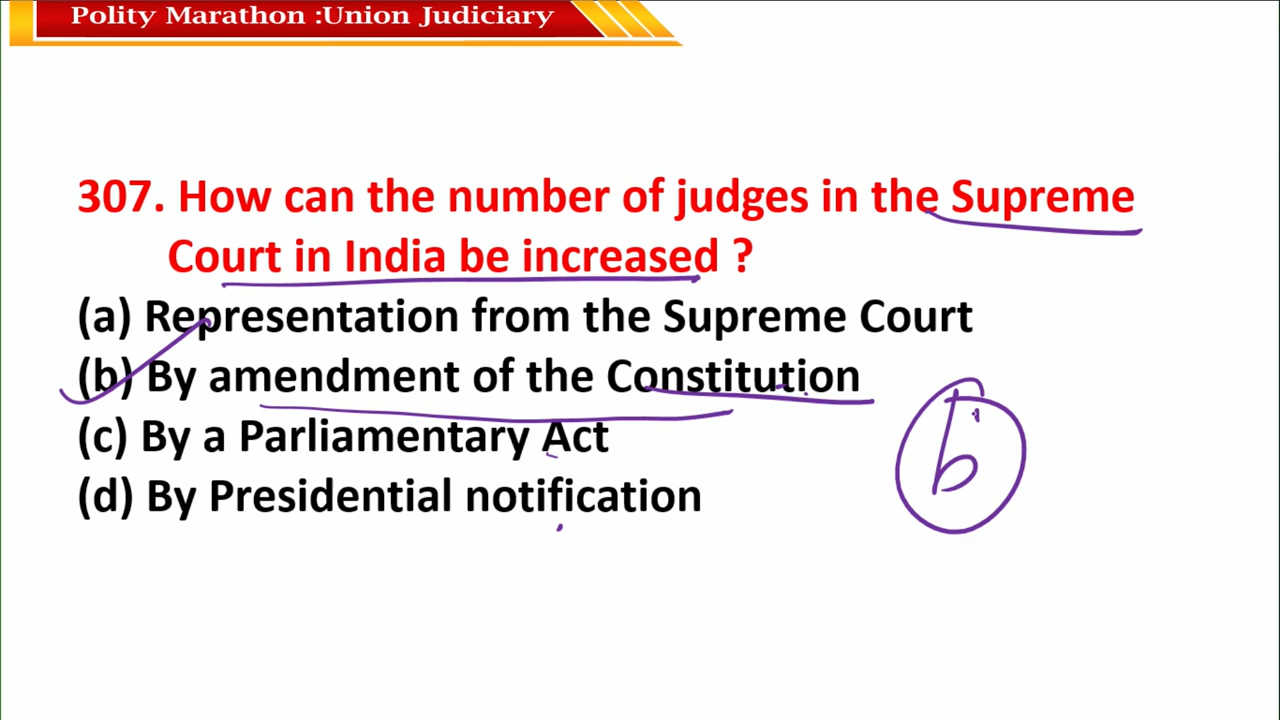 Polity Marathon :Union Judiciary
307. How can the number of judges in the Supreme
Court in India be increased ?
(a) Representation from the Supreme Court
(b) By amendment of the Constitution
(c) By a Parliamentary Act
(d) By Presidential notification
b